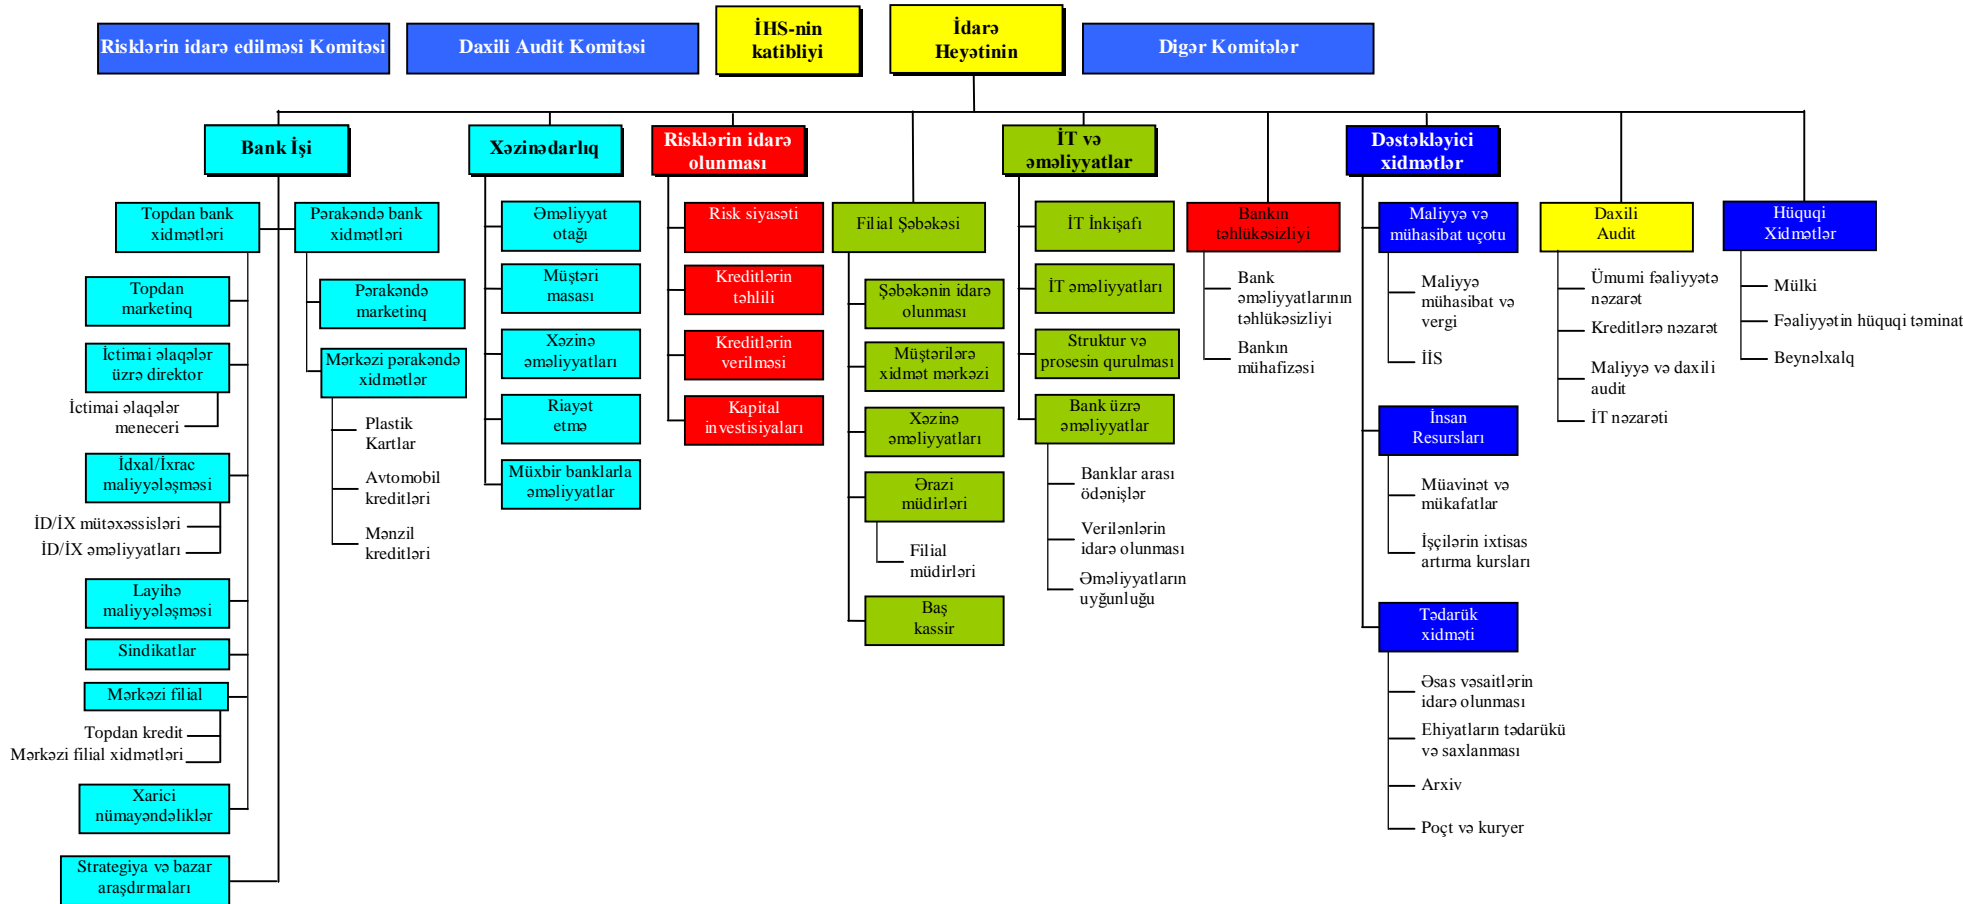 Risklərin idarə edilməsi Komitəsi
Daxili Audit Komitəsi
İHS-nin
katibliyi
İdarə
Heyətinin
Digər Komitələr
Bank İşi
Xəzinədarlıq
Risklərin idarə
olunması
İT və
əməliyyatlar
Dəstəkləyici
xidmətlər
Topdan bank
xidmətləri
Topdan
marketinq
İctimai əlaqələr
üzrə direktor
İctimai əlaqələr
meneceri
İdxal/İxrac
maliyyələşməsi
İD/İX mütəxəssisləri
İD/İX əməliyyatları
Layihə
maliyyələşməsi
Sindikatlar
Mərkəzi filial
Topdan kredit
Mərkəzi filial xidmətləri
Xarici
nümayəndəliklər
Strategiya və bazar
araşdırmaları
Pərakəndə bank
xidmətləri
Pərakəndə
marketinq
Mərkəzi pərakəndə
xidmətlər
Plastik
Kartlar
Avtomobil
kreditləri
Mənzil
kreditləri
Əməliyyat
otağı
Müştəri
masası
Xəzinə
əməliyyatları
Riayət
etmə
Müxbir banklarla
əməliyyatlar
Risk siyasəti
Kreditlərin
təhlili
Kreditlərin
verilməsi
Kapital
investisiyaları
Filial Şəbəkəsi
Şəbəkənin idarə
olunması
Müştərilərə
xidmət mərkəzi
Xəzinə
əməliyyatları
Ərazi
müdirləri
Filial
müdirləri
Baş
kassir
İT İnkişafı
İT əməliyyatları
Struktur və
prosesin qurulması
Bank üzrə
əməliyyatlar
Banklar arası
ödənişlər
Verilənlərin
idarə olunması
Əməliyyatların
uyğunluğu
Bankın
təhlükəsizliyi
Bank
əməliyyatlarının
təhlükəsizliyi
Bankın
mühafizəsi
Maliyyə və
mühasibat uçotu
Maliyyə
mühasibat və
vergi
İİS
İnsan
Resursları
Müavinət və
mükafatlar
İşçilərin ixtisas
artırma kursları
Tədarük
xidməti
Əsas vəsaitlərin
idarə olunması
Ehiyatların tədarükü
və saxlanması
Arxiv
Poçt və kuryer
Daxili
Audit
Ümumi fəaliyyətə
nəzarət
Kreditlərə nəzarət
Maliyyə və daxili
audit
İT nəzarəti
Hüquqi
Xidmətlər
Mülki
Fəaliyyətin hüquqi təminat
Beynəlxalq